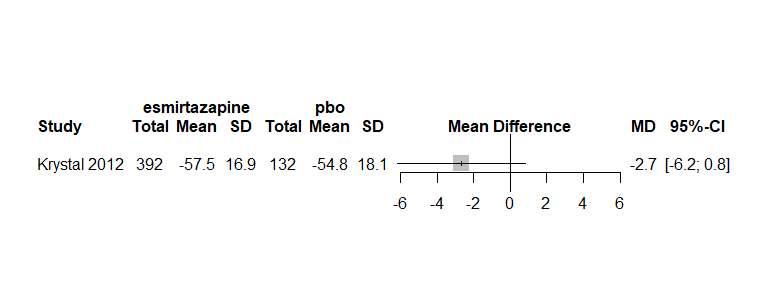 esmirtazapine pbo
Study Total Mean SD Total Mean SD Mean Difference MD 95%-CI
Krystal 2012 392 -57.5 16.9 132 -54.8 18.1 -2.7 [-6.2; 0.8]
-6 -4 -2 0 2 4 6